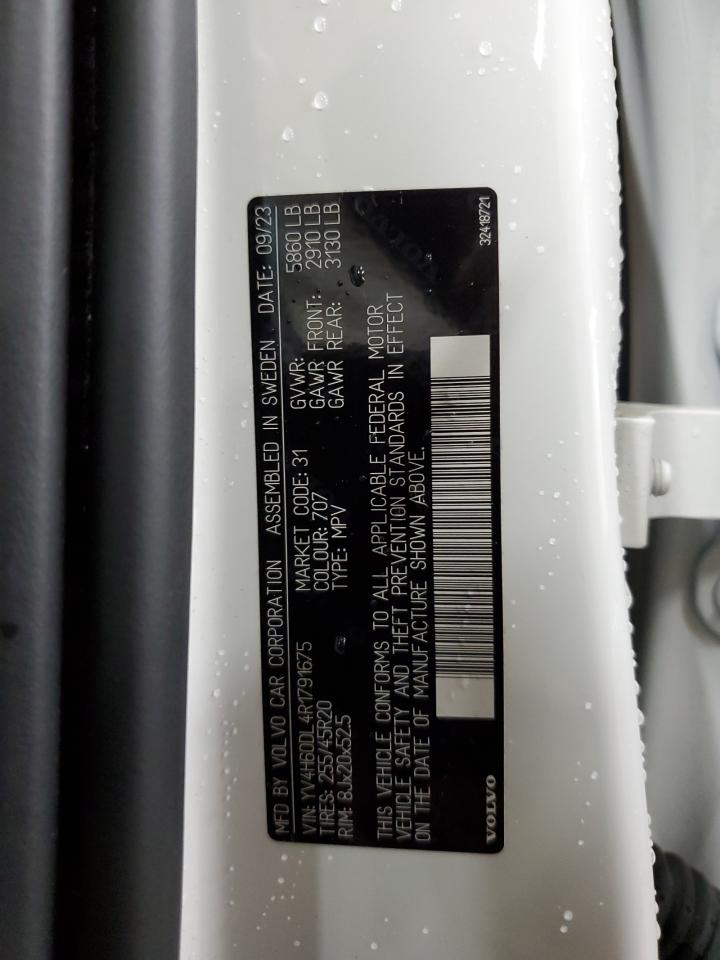 MFD BY VOLVO CAR CORPORATION ASSEMBLED IN SWEDEN DATE: 09/23
VIN: YV4H60DL4R1791675 MARKET CODE: 31 GVWR: 5860 LB
TIRES: 255/45R20 COLOUR: 707 GAWR FRONT: 2910 LB
RIM: 8Jx20x52.5 TYPE: MPV GAWR REAR: 3130 LB
THIS VEHICLE CONFORMS TO ALL APPLICABLE FEDERAL MOTOR
VEHICLE SAFETY AND THEFT PREVENTION STANDARDS IN EFFECT
ON THE DATE OF MANUFACTURE SHOWN ABOVE.
VOLVO 32418721